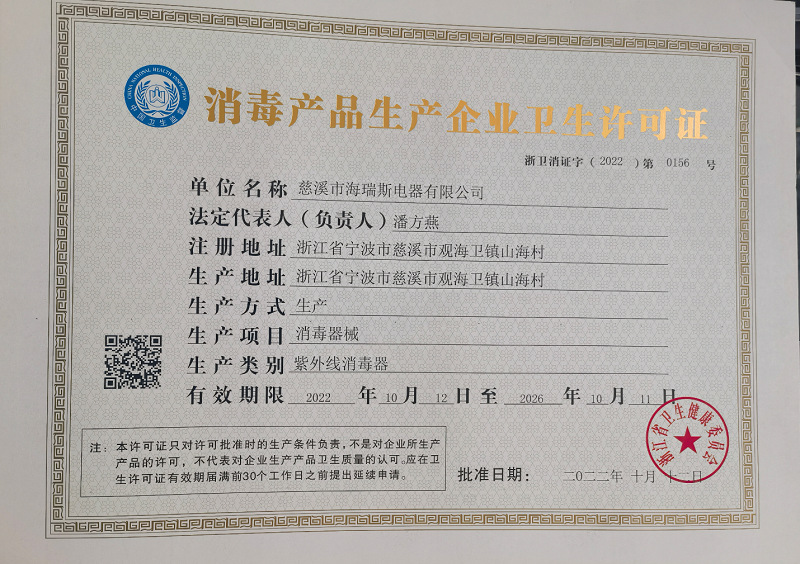 CHINA NATIONAL HEALTH INSPECTION
中国卫生监督
消毒产品生产企业卫生许可证
浙卫消证字（2022）第 0156 号
单位名称 慈溪市海瑞斯电器有限公司
法定代表人（负责人）潘方燕
注册地址 浙江省宁波市慈溪市观海卫镇山海村
生产地址 浙江省宁波市慈溪市观海卫镇山海村
生产方式 生产
生产项目 消毒器械
生产类别 紫外线消毒器
有效期限 2022 年 10 月 12 日至 2026 年 10 月 11 日
注：本许可证只对许可批准时的生产条件负责，不是对企业所生产
产品的许可，不代表对企业生产产品卫生质量的认可。应在卫
生许可证有效期届满前30个工作日之前提出延续申请。
批准日期： 二〇二二年 十月 十二日
浙江省卫生健康委员会